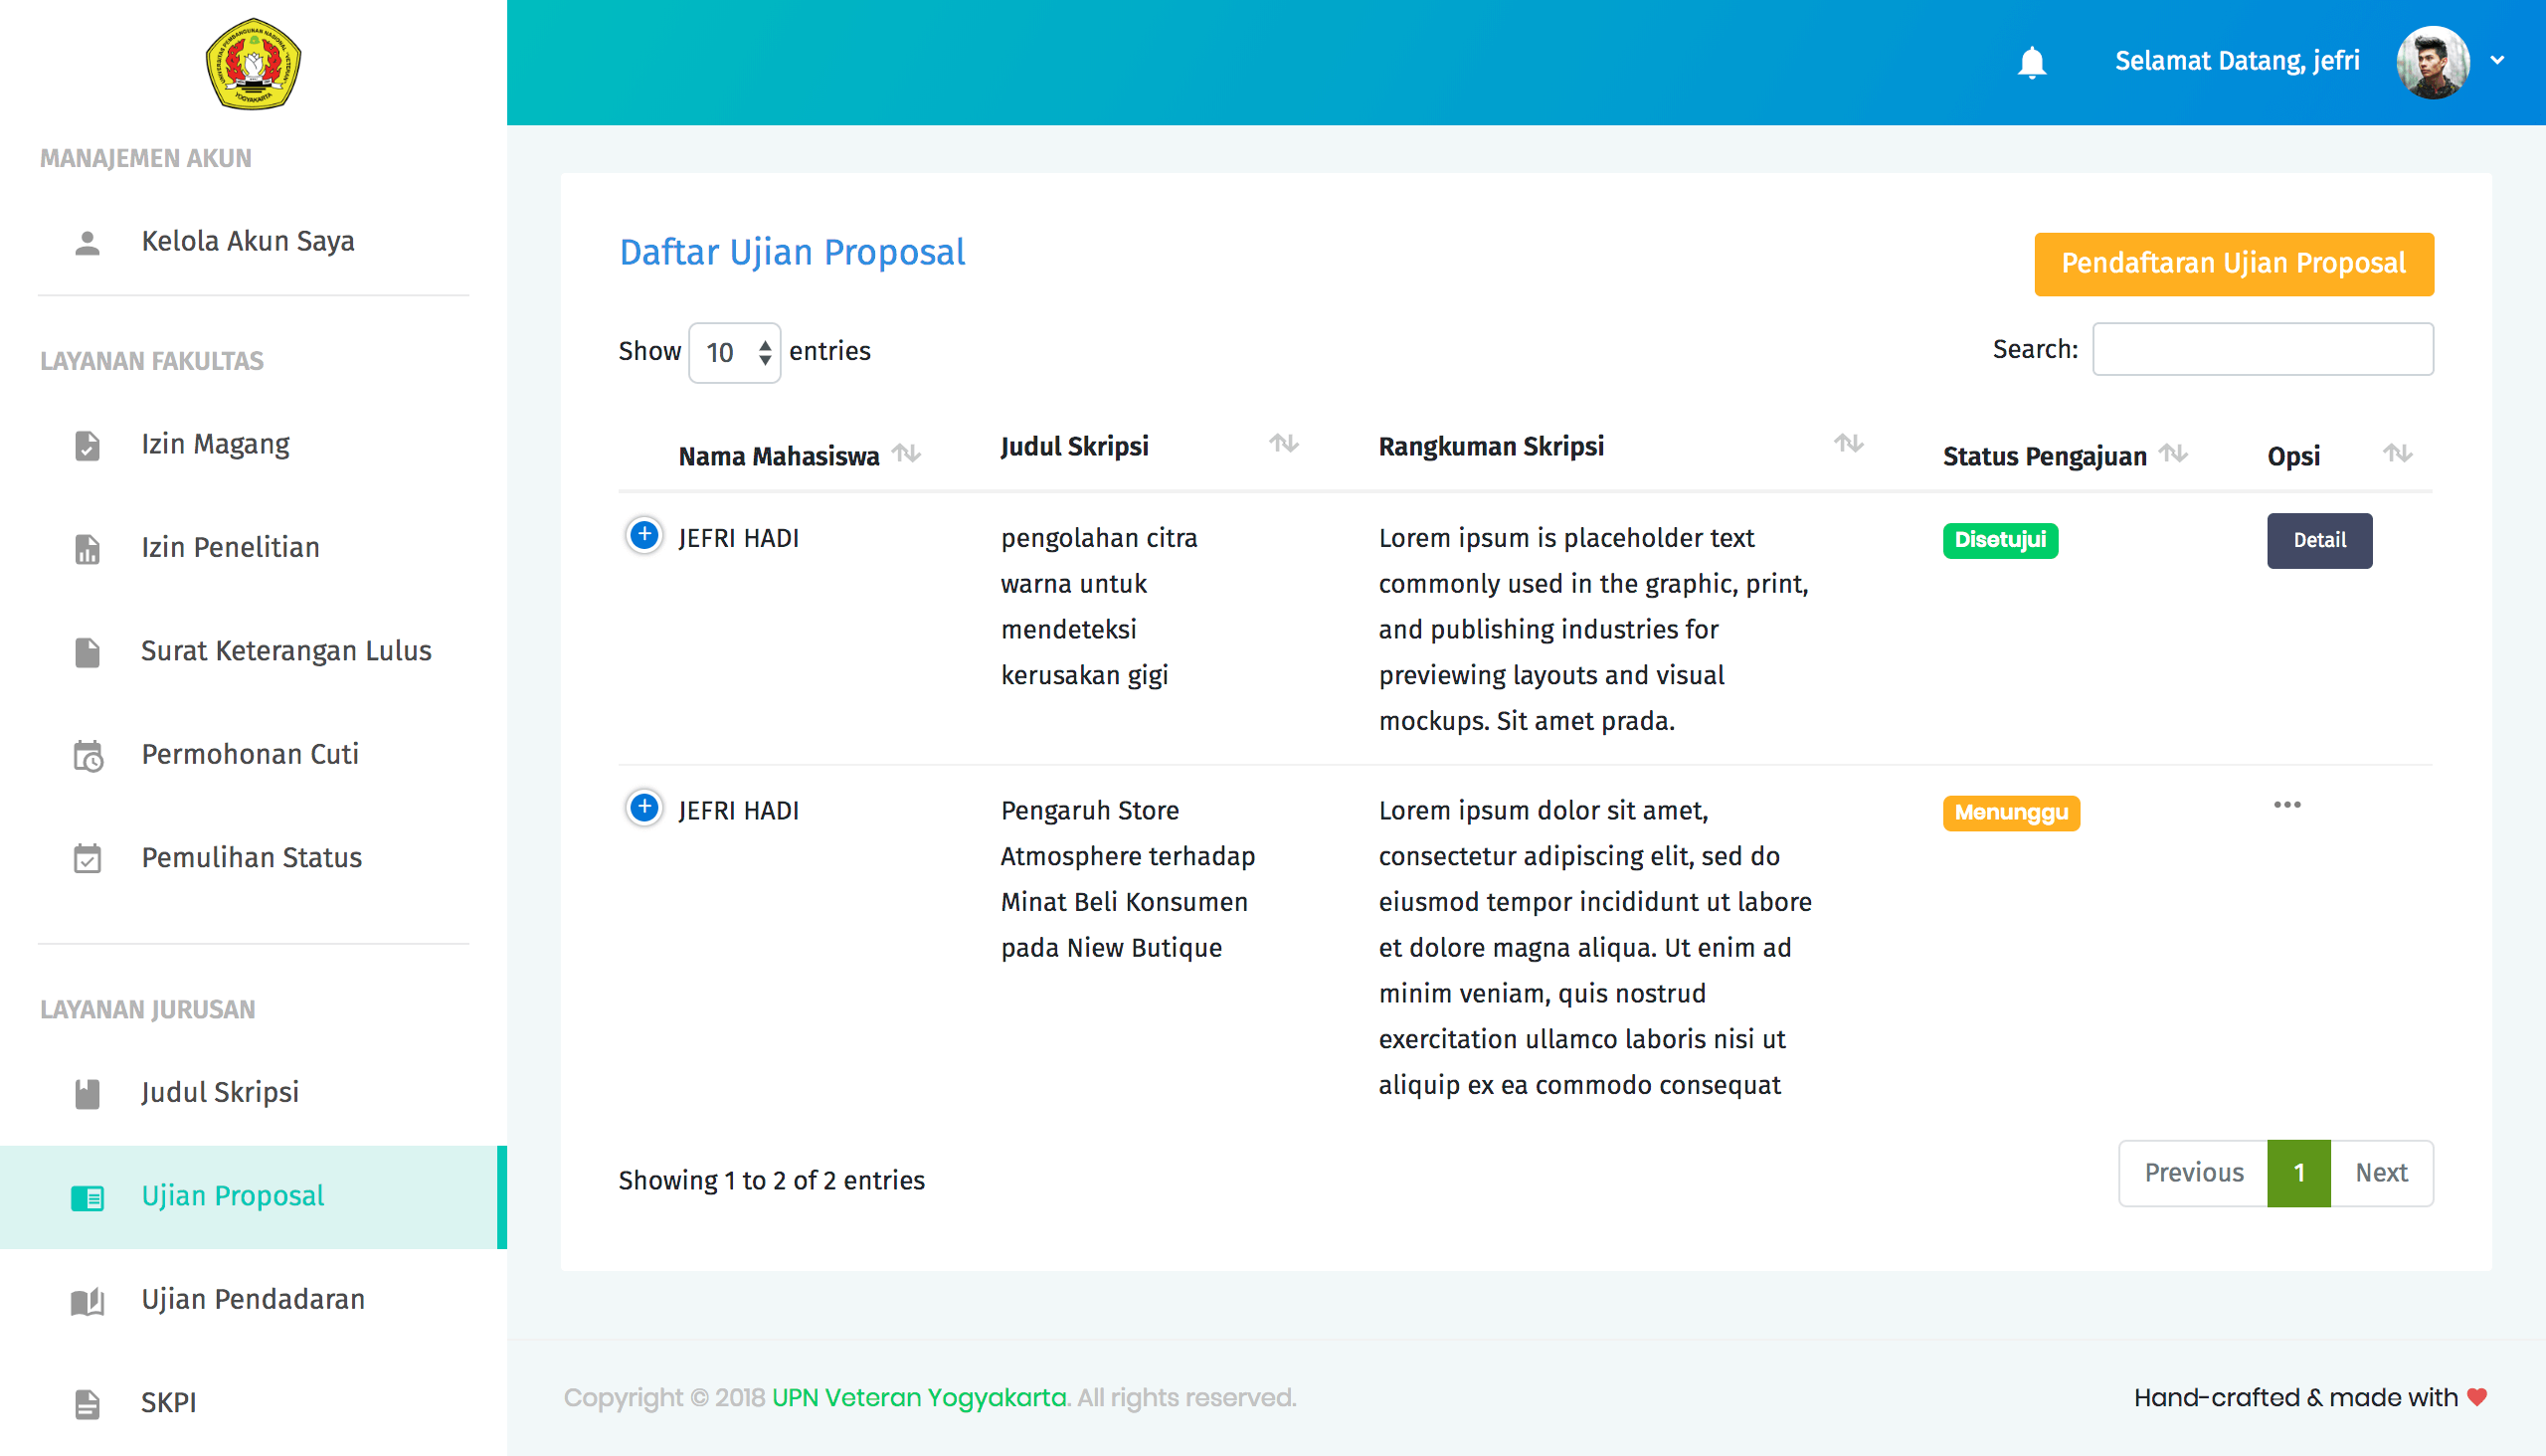 UNIVERSITAS PEMBANGUNAN NASIONAL "VETERAN"
YOGYAKARTA
MANAJEMEN AKUN
Kelola Akun Saya
LAYANAN FAKULTAS
Izin Magang
Izin Penelitian
Surat Keterangan Lulus
Permohonan Cuti
Pemulihan Status
LAYANAN JURUSAN
Judul Skripsi
Ujian Proposal
Ujian Pendadaran
SKPI
Selamat Datang, jefri
Daftar Ujian Proposal
Pendaftaran Ujian Proposal
Show 10 entries
Search:
Nama Mahasiswa Judul Skripsi Rangkuman Skripsi Status Pengajuan Opsi
JEFRI HADI
pengolahan citra
warna untuk
mendeteksi
kerusakan gigi
Lorem ipsum is placeholder text
commonly used in the graphic, print,
and publishing industries for
previewing layouts and visual
mockups. Sit amet prada.
Disetujui
Detail
JEFRI HADI
Pengaruh Store
Atmosphere terhadap
Minat Beli Konsumen
pada Niew Butique
Lorem ipsum dolor sit amet,
consectetur adipiscing elit, sed do
eiusmod tempor incididunt ut labore
et dolore magna aliqua. Ut enim ad
minim veniam, quis nostrud
exercitation ullamco laboris nisi ut
aliquip ex ea commodo consequat
Menunggu
Showing 1 to 2 of 2 entries
Previous 1 Next
Copyright © 2018 UPN Veteran Yogyakarta. All rights reserved.
Hand-crafted & made with